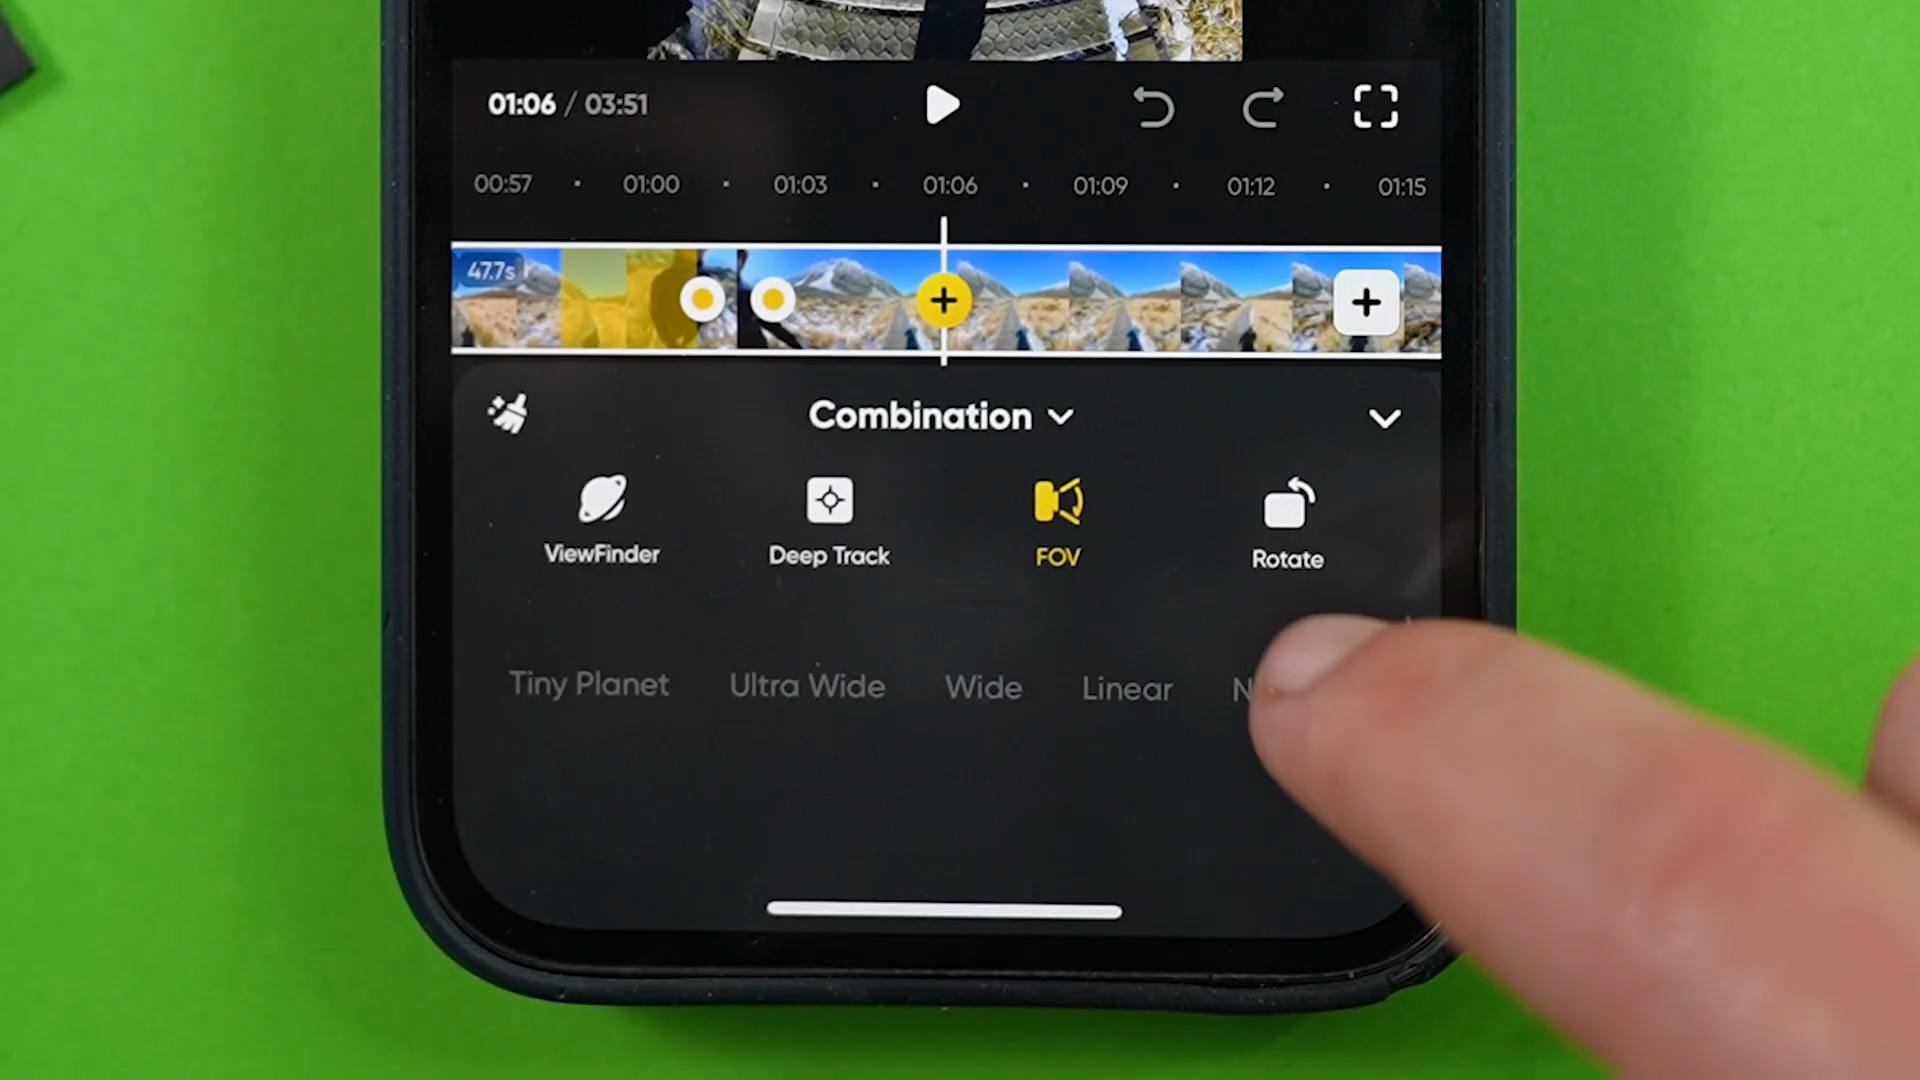 01:06 / 03:51
00:57 · 01:00 · 01:03 · 01:06 · 01:09 · 01:12 · 01:15
47.7s
Combination
ViewFinder Deep Track FOV Rotate
Tiny Planet Ultra Wide Wide Linear